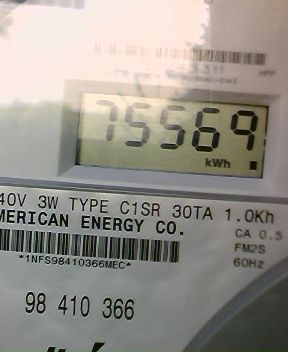 75569
kWh
40V 3W TYPE C1SR 30TA 1.0Kh
MERICAN ENERGY CO.
CA 0.5
*1NFS98410366MEC*
FM2S
60Hz
98 410 366